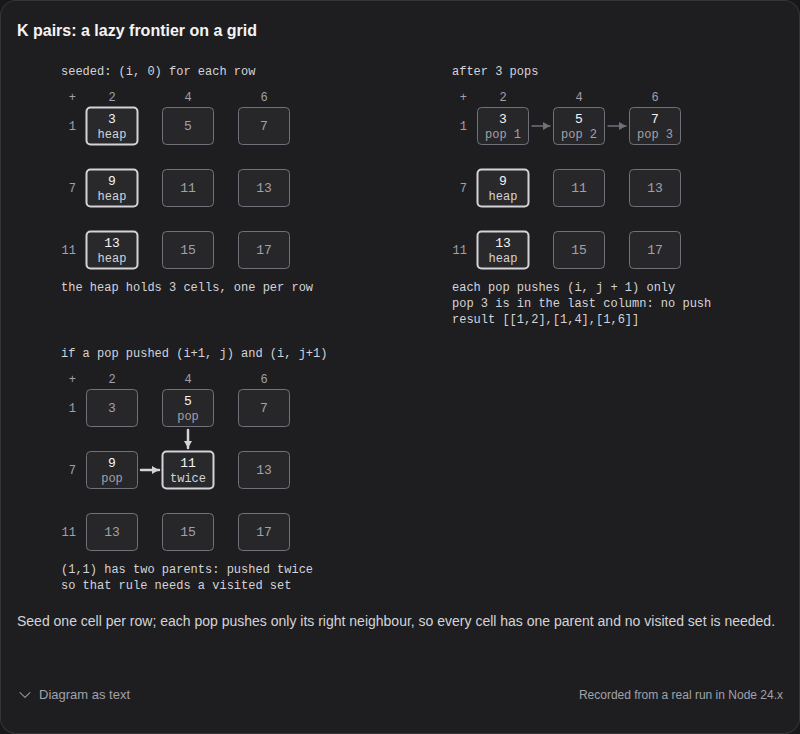 K pairs: a lazy frontier on a grid
seeded: (i, 0) for each row
+ 2 4 6
1 3 5 7
heap
7 9 11 13
heap
11 13 15 17
heap
the heap holds 3 cells, one per row
after 3 pops
+ 2 4 6
1 3 5 7
pop 1 pop 2 pop 3
7 9 11 13
heap
11 13 15 17
heap
each pop pushes (i, j + 1) only
pop 3 is in the last column: no push
result [[1,2],[1,4],[1,6]]
if a pop pushed (i+1, j) and (i, j+1)
+ 2 4 6
1 3 5 7
pop
7 9 11 13
pop twice
11 13 15 17
(1,1) has two parents: pushed twice
so that rule needs a visited set
Seed one cell per row; each pop pushes only its right neighbour, so every cell has one parent and no visited set is needed.
Diagram as text
Recorded from a real run in Node 24.x